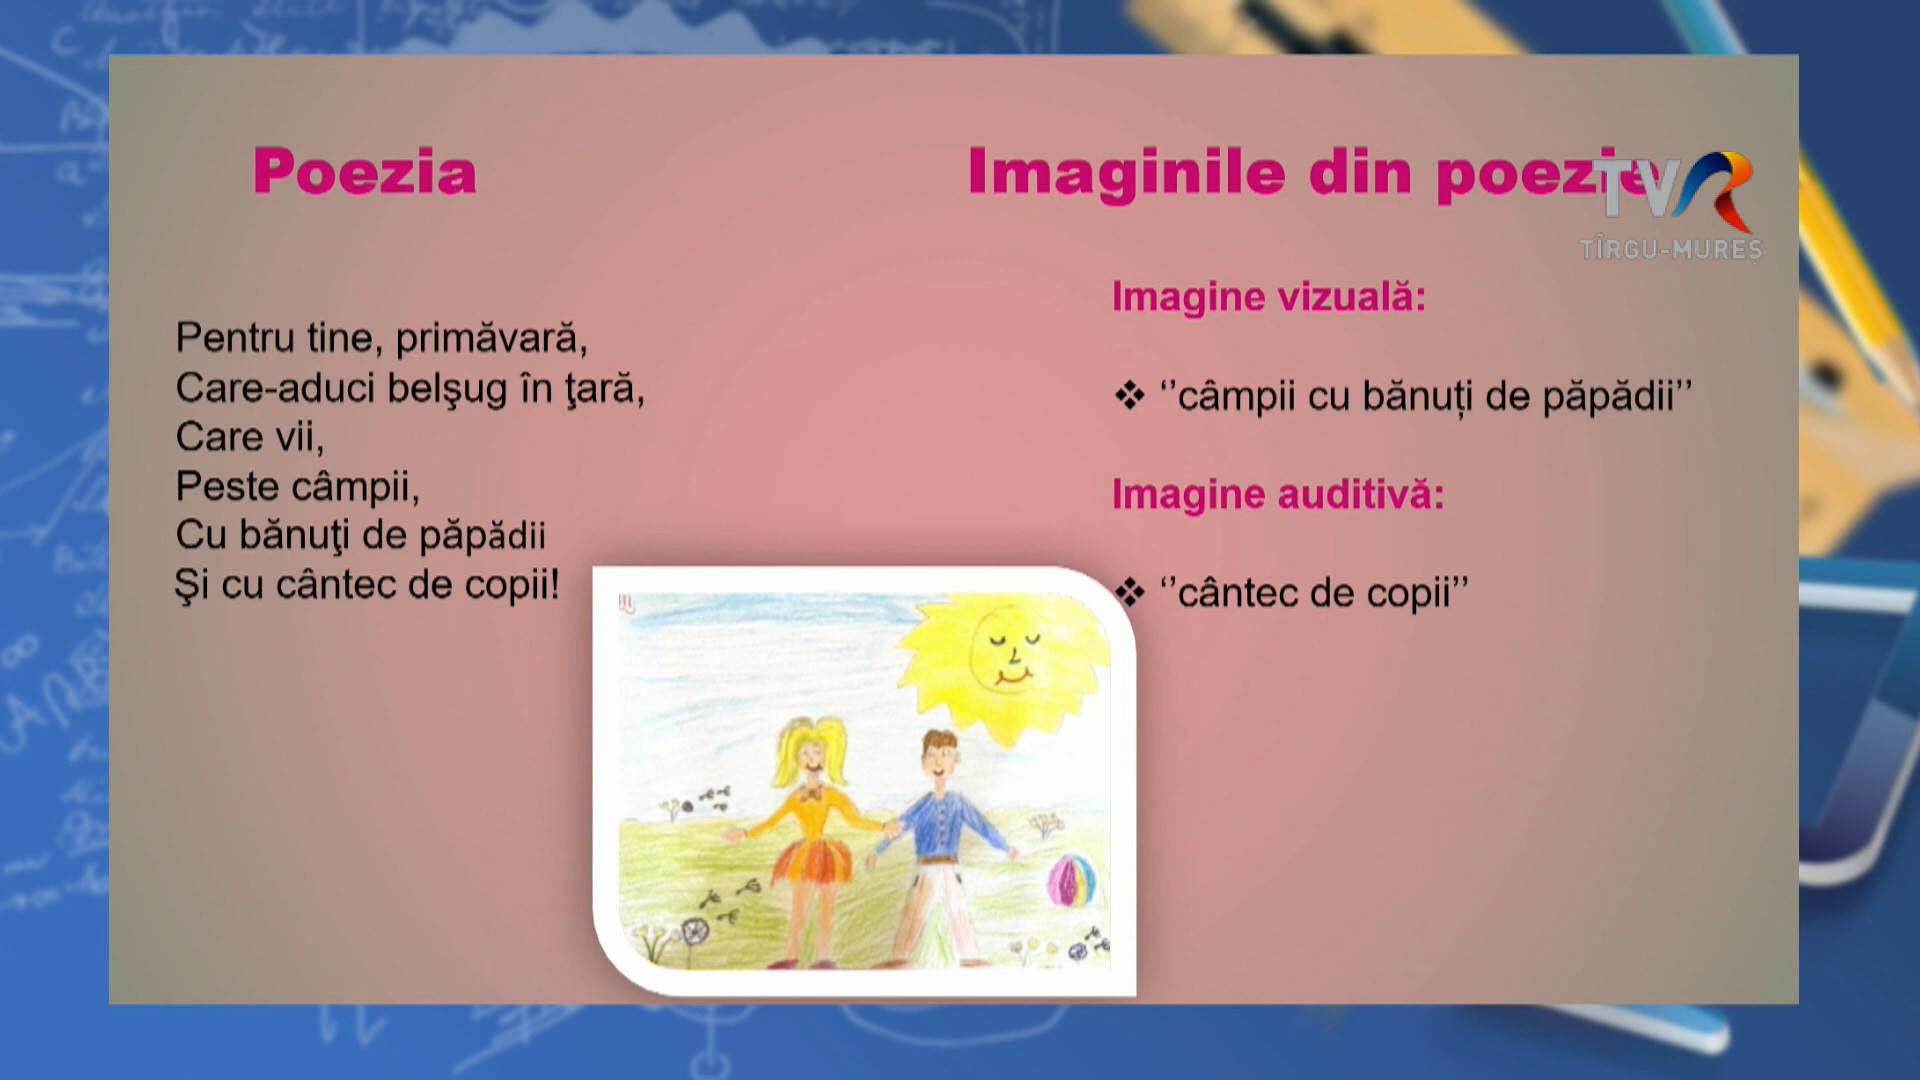 Poezia
Pentru tine, primăvară,
Care-aduci belşug în ţară,
Care vii,
Peste câmpii,
Cu bănuţi de păpădii
Şi cu cântec de copii!
Imaginile din poezie
TVR
TÎRGU-MUREȘ
Imagine vizuală:
❖ ‘’câmpii cu bănuți de păpădii’’
Imagine auditivă:
❖ ‘’cântec de copii’’